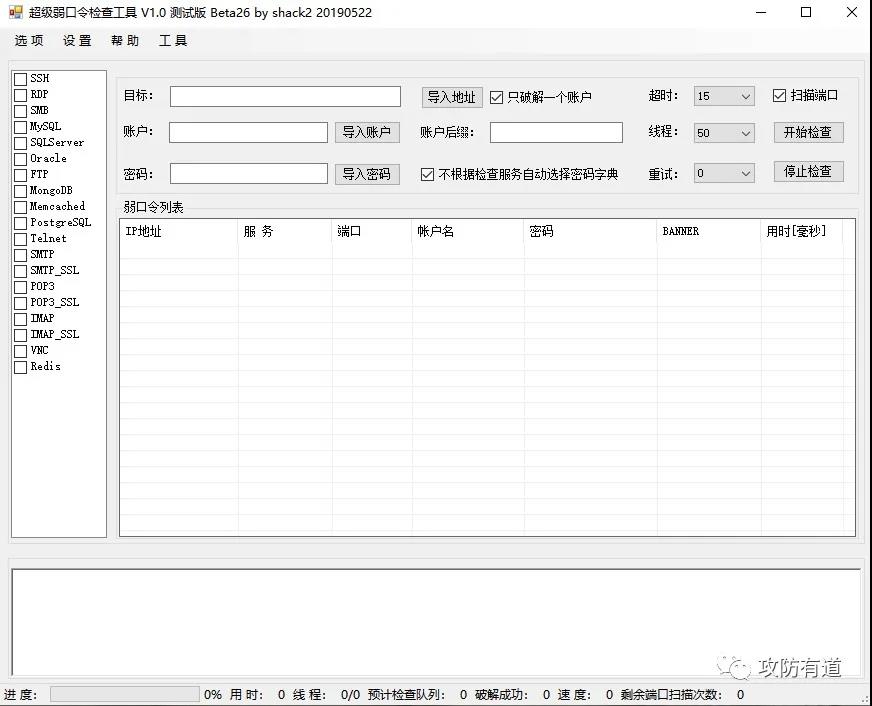 超级弱口令检查工具 V1.0 测试版 Beta26 by shack2 20190522
选项 设置 帮助 工具
SSH
RDP
SMB
MySQL
SQLServer
Oracle
FTP
MongoDB
Memcached
PostgreSQL
Telnet
SMTP
SMTP_SSL
POP3
POP3_SSL
IMAP
IMAP_SSL
VNC
Redis
目标： 导入地址 只破解一个账户 超时： 15 扫描端口
账户： 导入账户 账户后缀： 线程： 50 开始检查
密码： 导入密码 不根据检查服务自动选择密码字典 重试： 0 停止检查
弱口令列表
IP地址 服 务 端口 帐户名 密码 BANNER 用时[毫秒]
攻防有道
进 度： 0% 用 时： 0 线 程： 0/0 预计检查队列： 0 破解成功： 0 速 度： 0 剩余端口扫描次数： 0